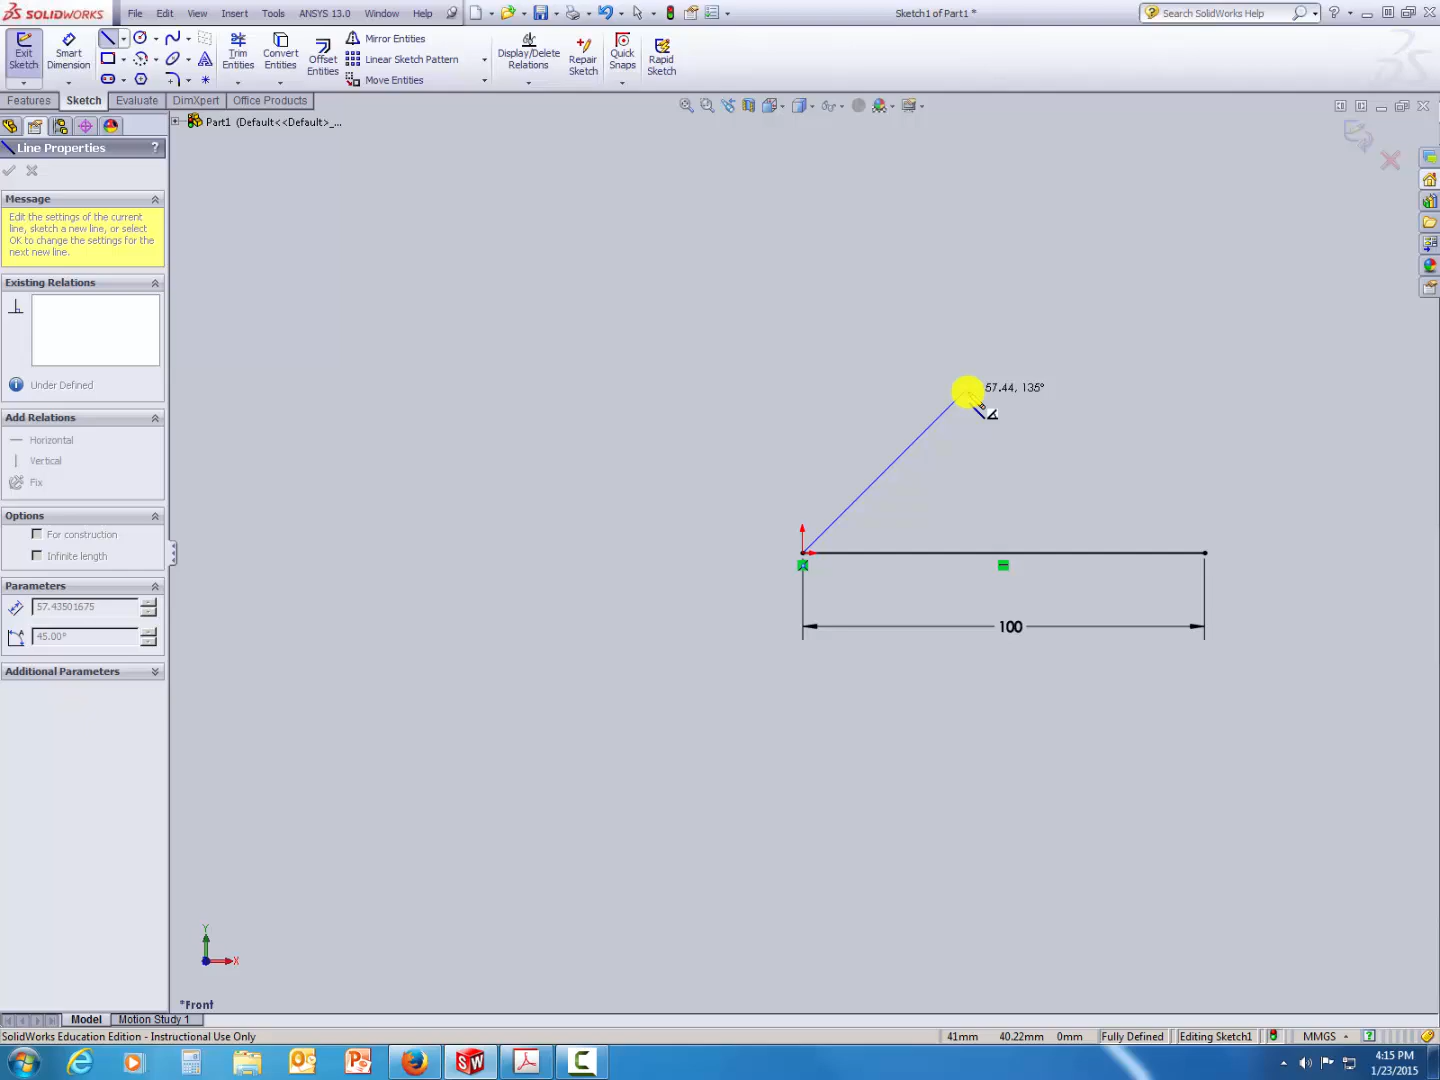 SOLIDWORKS
File Edit View Insert Tools ANSYS 13.0 Window Help
Sketch1 of Part1 *
Search SolidWorks Help
Exit Sketch
Smart Dimension
Trim Entities
Convert Entities
Offset Entities
Mirror Entities
Linear Sketch Pattern
Move Entities
Display/Delete Relations
Repair Sketch
Quick Snaps
Rapid Sketch
Features Sketch Evaluate DimXpert Office Products
Part1 (Default<<Default>_...
Line Properties ?
Message
Edit the settings of the current
line, sketch a new line, or select
OK to change the settings for the
next new line.
Existing Relations
Under Defined
Add Relations
Horizontal
Vertical
Fix
Options
For construction
Infinite length
Parameters
57.43501675
45.00°
Additional Parameters
57.44, 135°
100
Y
X
*Front
Model Motion Study 1
SolidWorks Education Edition - Instructional Use Only
41mm 40.22mm 0mm Fully Defined Editing Sketch1 MMGS
4:15 PM
1/23/2015